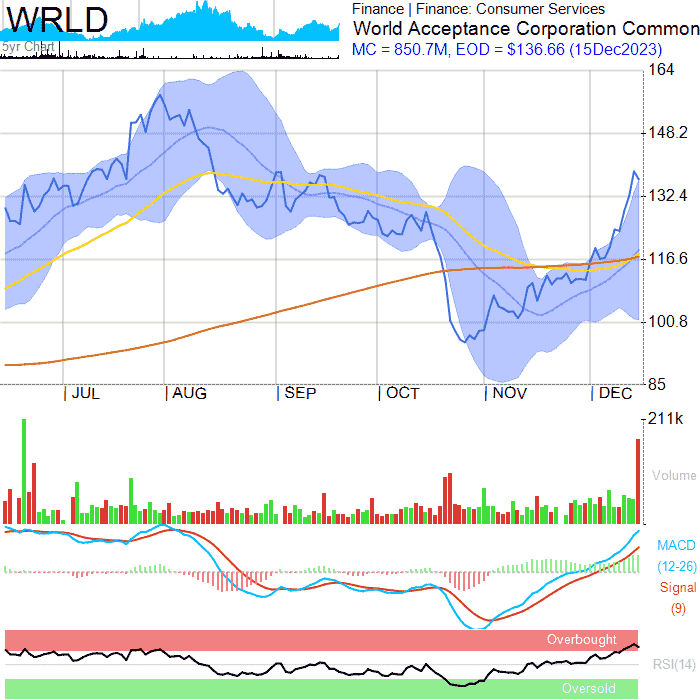 WRLD
5yr Chart
Finance | Finance: Consumer Services
World Acceptance Corporation Common
MC = 850.7M, EOD = $136.66 (15Dec2023)
164
148.2
132.4
116.6
100.8
85
JUL AUG SEP OCT NOV DEC
211k
Volume
MACD
(12-26)
Signal
(9)
Overbought
RSI(14)
Oversold